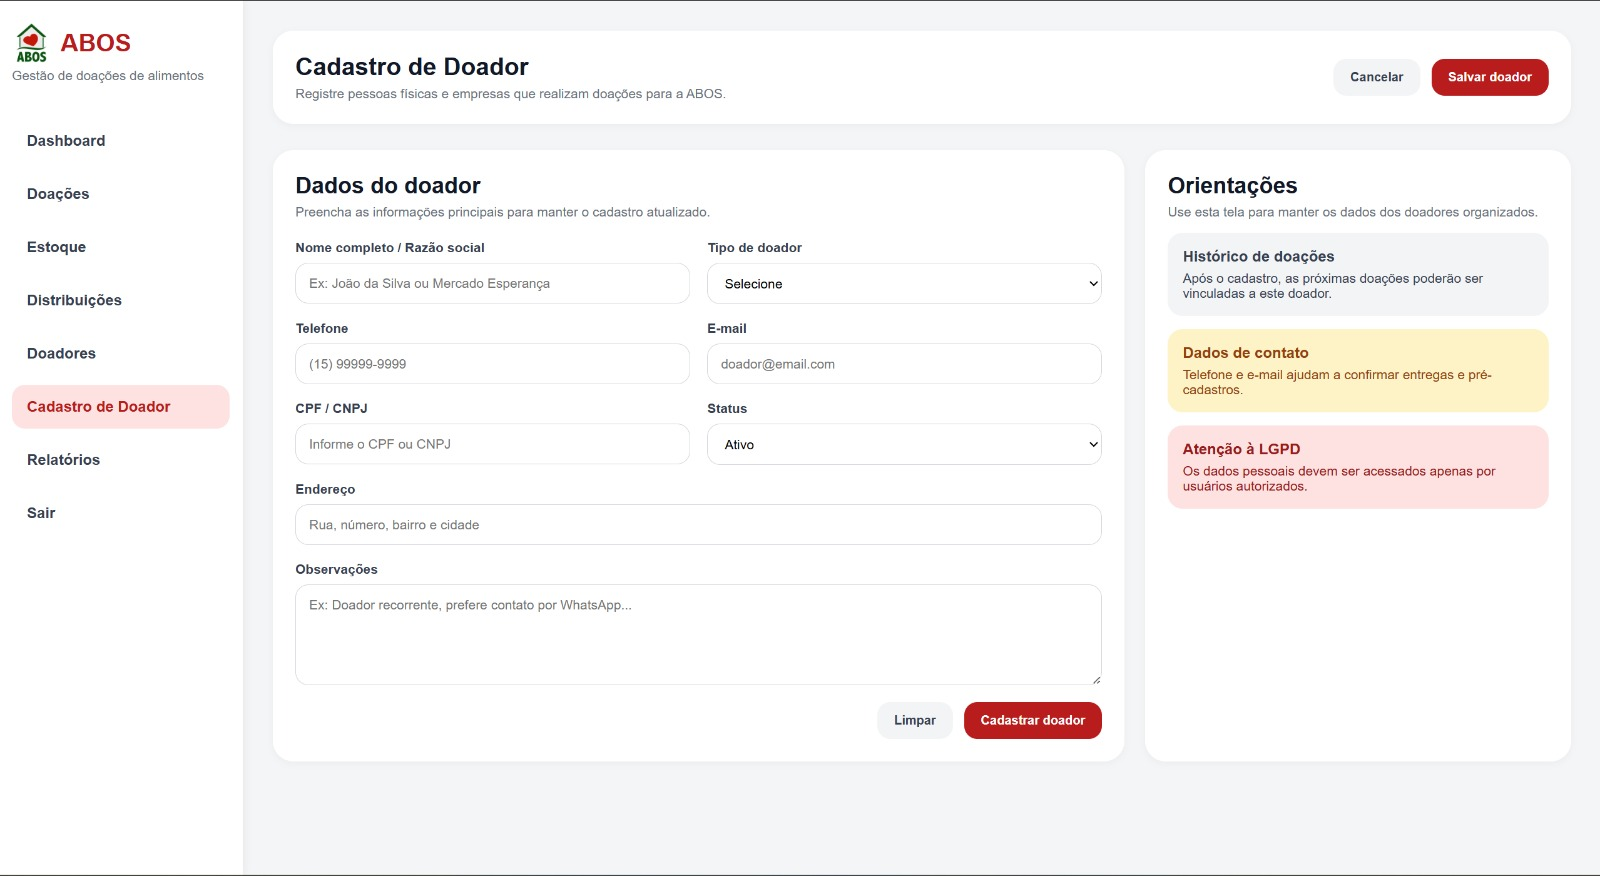 ABOS
ABOS
Gestão de doações de alimentos
Dashboard
Doações
Estoque
Distribuições
Doadores
Cadastro de Doador
Relatórios
Sair
Cadastro de Doador
Registre pessoas físicas e empresas que realizam doações para a ABOS.
Cancelar
Salvar doador
Dados do doador
Preencha as informações principais para manter o cadastro atualizado.
Nome completo / Razão social
Ex: João da Silva ou Mercado Esperança
Tipo de doador
Selecione
Telefone
(15) 99999-9999
E-mail
doador@email.com
CPF / CNPJ
Informe o CPF ou CNPJ
Status
Ativo
Endereço
Rua, número, bairro e cidade
Observações
Ex: Doador recorrente, prefere contato por WhatsApp...
Limpar
Cadastrar doador
Orientações
Use esta tela para manter os dados dos doadores organizados.
Histórico de doações
Após o cadastro, as próximas doações poderão ser
vinculadas a este doador.
Dados de contato
Telefone e e-mail ajudam a confirmar entregas e pré-
cadastros.
Atenção à LGPD
Os dados pessoais devem ser acessados apenas por
usuários autorizados.